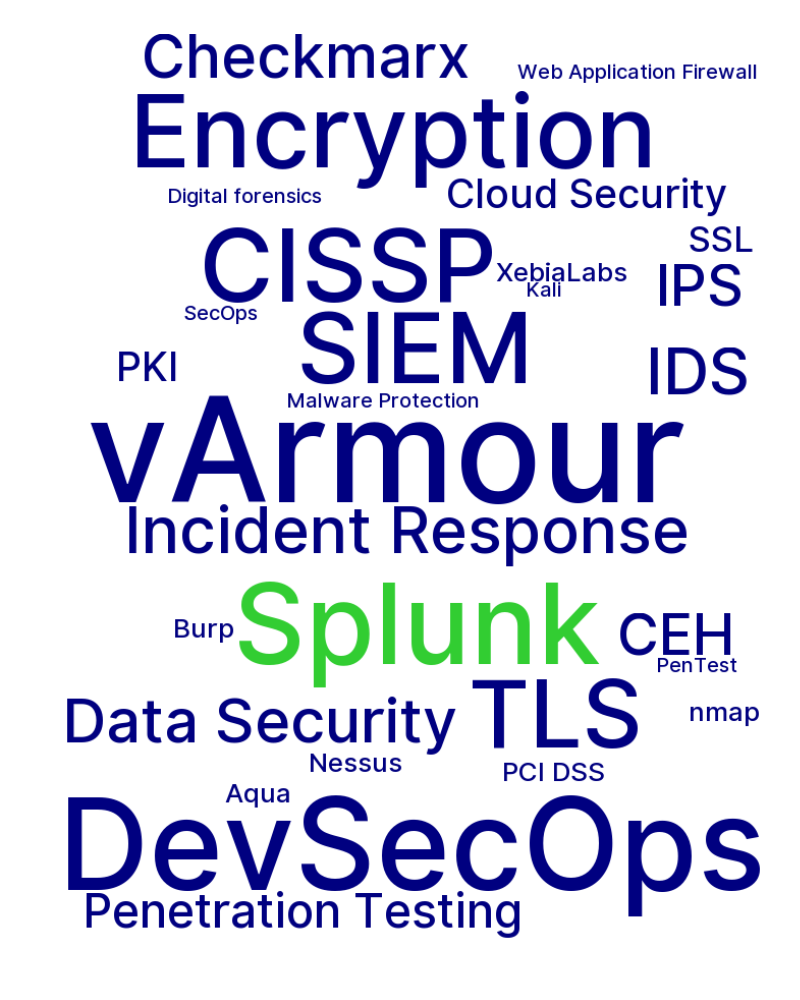 Checkmarx
Web Application Firewall
Encryption
Digital forensics
Cloud Security
CISSP
SSL
XebiaLabs
IPS
Kali
SecOps
SIEM
PKI
IDS
Malware Protection
vArmour
Incident Response
Splunk
Burp
CEH
PenTest
Data Security
TLS
nmap
Nessus
PCI DSS
Aqua
DevSecOps
Penetration Testing